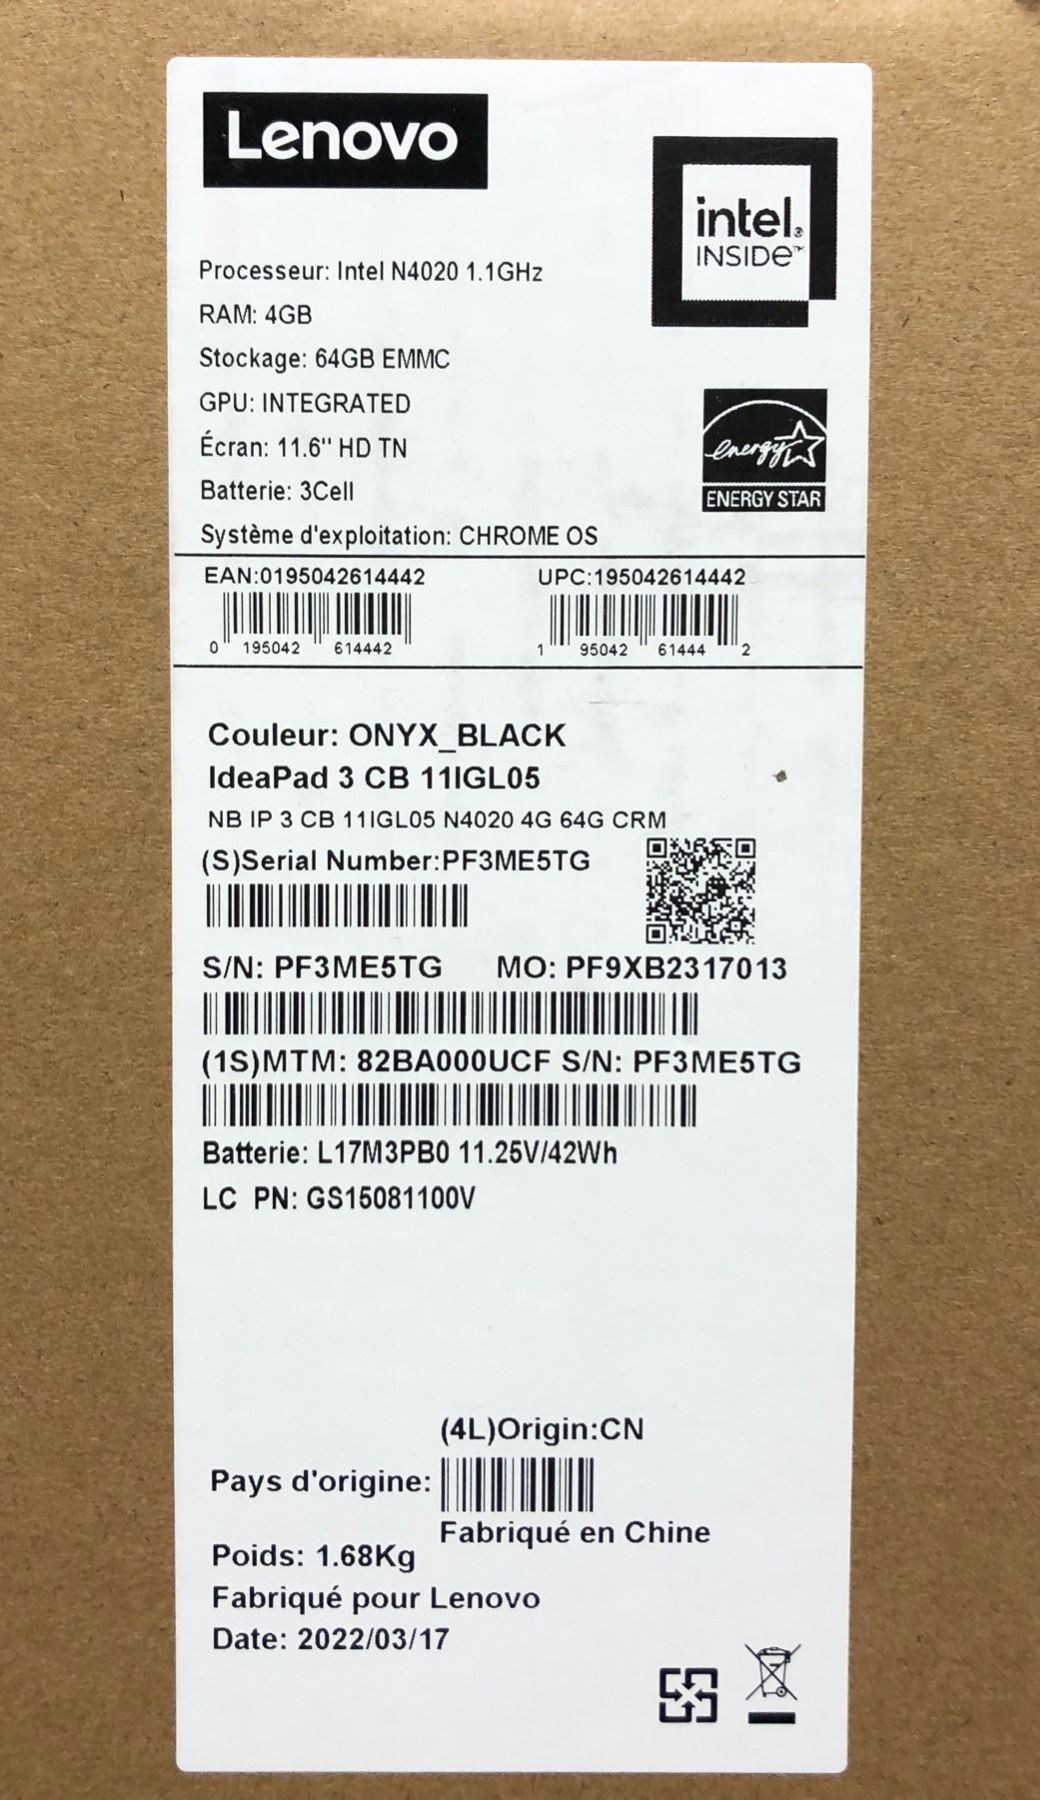 Lenovo
intel®
INSIDE™
Processeur: Intel N4020 1.1GHz
RAM: 4GB
Stockage: 64GB EMMC
GPU: INTEGRATED
Écran: 11.6" HD TN
Batterie: 3Cell
Système d'exploitation: CHROME OS
energy
ENERGY STAR
EAN:0195042614442 UPC:195042614442
0 195042 614442 1 95042 61444 2
Couleur: ONYX_BLACK
IdeaPad 3 CB 11IGL05
NB IP 3 CB 11IGL05 N4020 4G 64G CRM
(S)Serial Number:PF3ME5TG
S/N: PF3ME5TG MO: PF9XB2317013
(1S)MTM: 82BA000UCF S/N: PF3ME5TG
Batterie: L17M3PB0 11.25V/42Wh
LC PN: GS15081100V
(4L)Origin:CN
Pays d'origine:
Fabriqué en Chine
Poids: 1.68Kg
Fabriqué pour Lenovo
Date: 2022/03/17